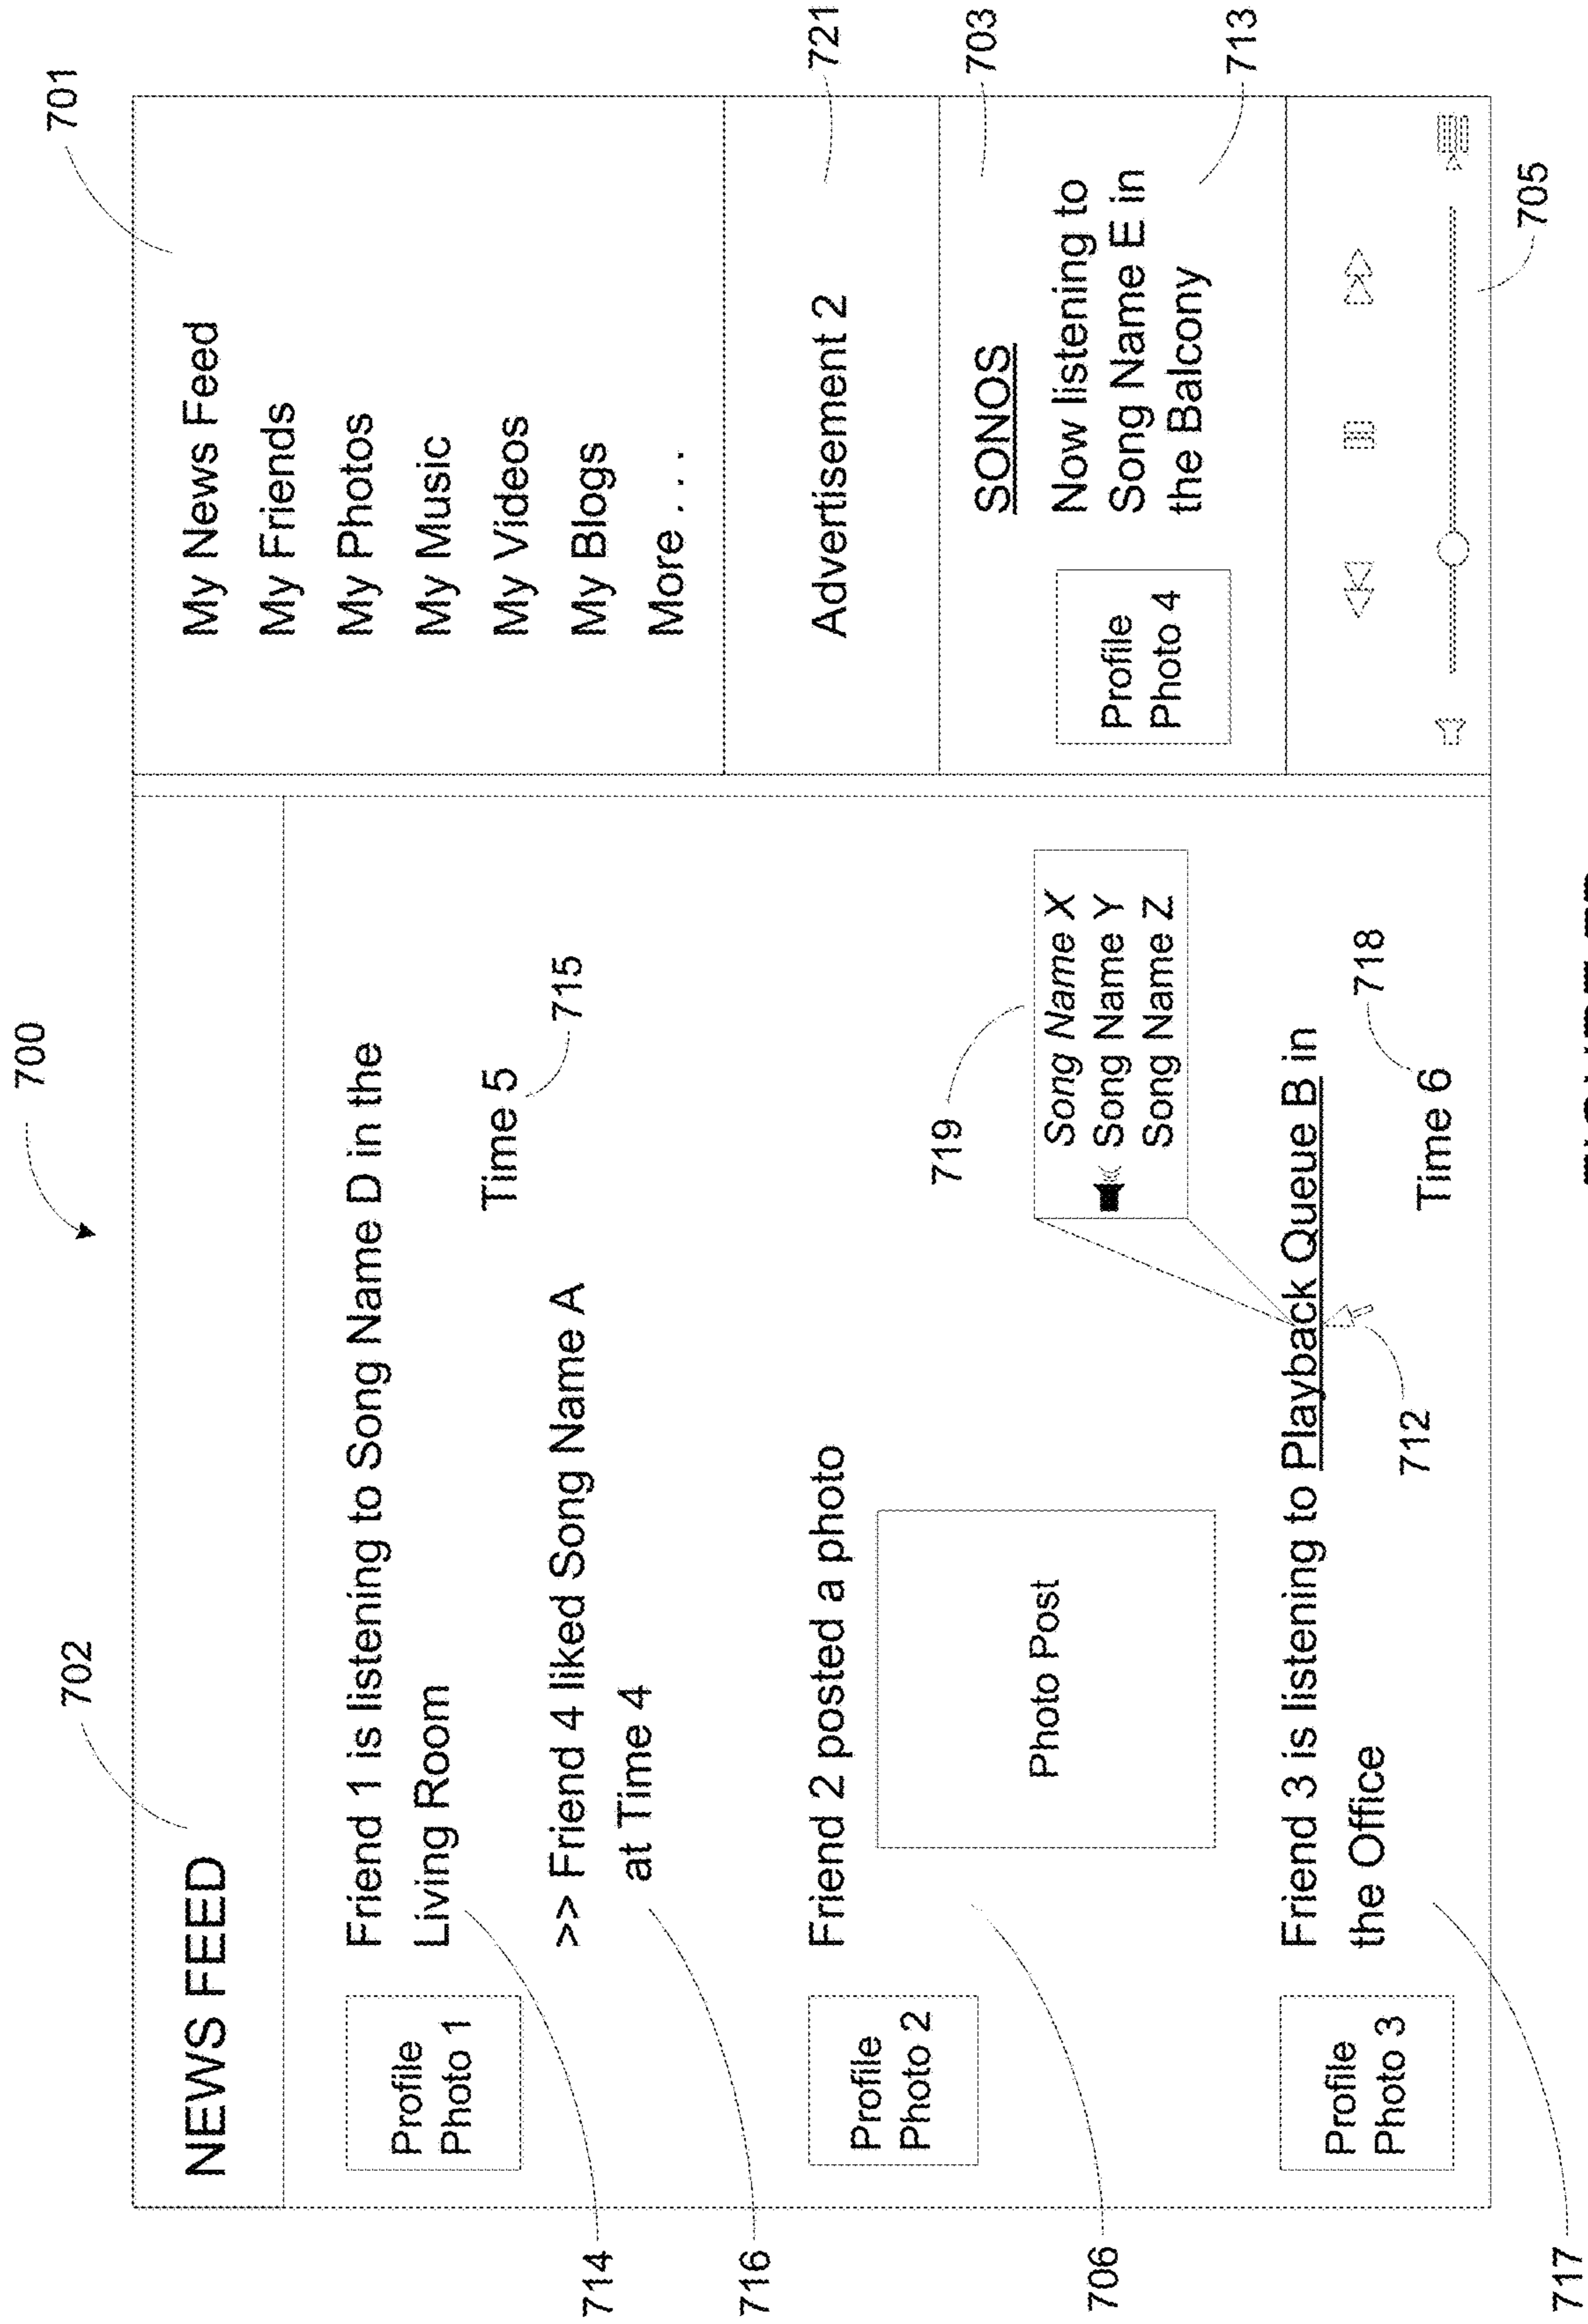 700
702
701
NEWS FEED
Profile
Photo 1
Friend 1 is listening to Song Name D in the
Living Room
Time 5
715
714
>> Friend 4 liked Song Name A
at Time 4
716
Profile
Photo 2
Friend 2 posted a photo
Photo Post
706
719
Song Name X
Song Name Y
Song Name Z
Profile
Photo 3
Friend 3 is listening to Playback Queue B in
the Office
712
Time 6
718
717
My News Feed
My Friends
My Photos
My Music
My Videos
My Blogs
More . . .
Advertisement 2
721
SONOS
703
Profile
Photo 4
Now listening to
Song Name E in
the Balcony
713
705